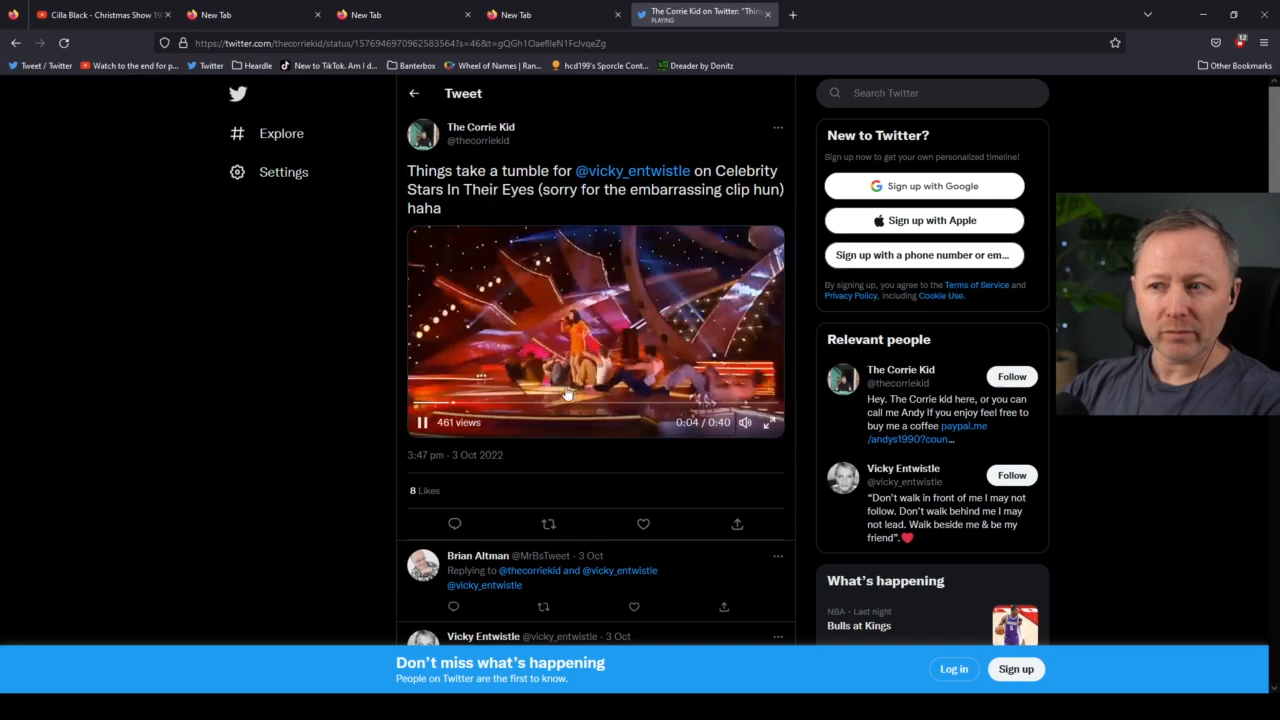 Cilla Black - Christmas Show 19
New Tab
New Tab
New Tab
The Corrie Kid on Twitter: "Thin
PLAYING
https://twitter.com/thecorriekid/status/1576946970962583564?s=46&t=gQGh1OaefIleN1FcJvqeZg
12
Tweet / Twitter
Watch to the end for p...
Twitter
Heardle
New to TikTok. Am I d...
Banterbox
Wheel of Names | Ran...
hcd199's Sporcle Cont...
Dreader by Donitz
Other Bookmarks
Explore
Settings
Tweet
The Corrie Kid
@thecorriekid
Things take a tumble for @vicky_entwistle on Celebrity
Stars In Their Eyes (sorry for the embarrassing clip hun)
haha
461 views
0:04 / 0:40
3:47 pm · 3 Oct 2022
8 Likes
Brian Altman @MrBsTweet · 3 Oct
Replying to @thecorriekid and @vicky_entwistle
@vicky_entwistle
Vicky Entwistle @vicky_entwistle · 3 Oct
Search Twitter
New to Twitter?
Sign up now to get your own personalized timeline!
Sign up with Google
Sign up with Apple
Sign up with a phone number or em...
By signing up, you agree to the Terms of Service and
Privacy Policy, including Cookie Use.
Relevant people
The Corrie Kid
@thecorriekid
Follow
Hey. The Corrie kid here, or you can
call me Andy If you enjoy feel free to
buy me a coffee paypal.me
/andys1990?coun...
Vicky Entwistle
@vicky_entwistle
Follow
"Don't walk in front of me I may not
follow. Don't walk behind me I may
not lead. Walk beside me & be my
friend".
What's happening
NBA · Last night
Bulls at Kings
Don't miss what's happening
People on Twitter are the first to know.
Log in
Sign up